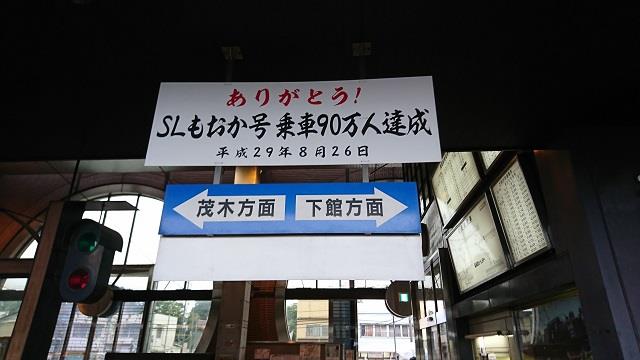 ありがとう!
SLもおか号 乗車90万人達成
平成29年8月26日
茂木方面 下館方面